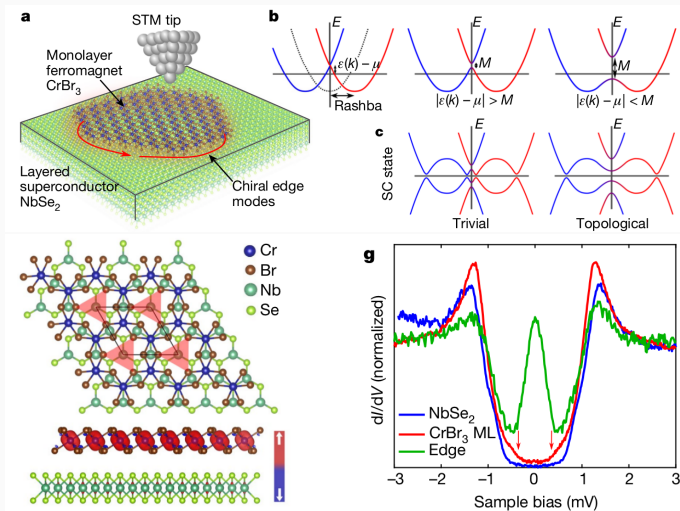 a
STM tip
Monolayer
ferromagnet
CrBr₃
Layered
superconductor
NbSe₂
Chiral edge
modes
b
E
ε(k) − μ
Rashba
E
M
|ε(k) − μ| > M
E
M
|ε(k) − μ| < M
c
SC state
Trivial
Topological
Cr
Br
Nb
Se
g
dI/dV (normalized)
NbSe₂
CrBr₃ ML
Edge
−3 −2 −1 0 1 2 3
Sample bias (mV)